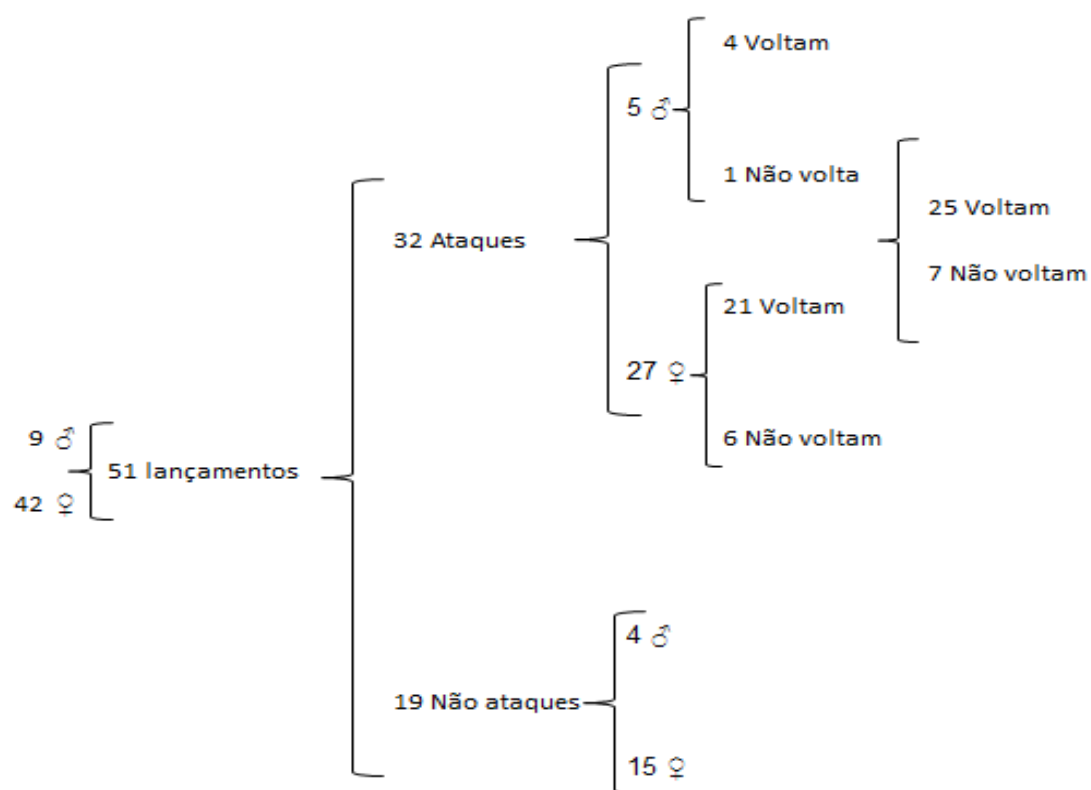 4 Voltam
5 ♂
1 Não volta
25 Voltam
32 Ataques
7 Não voltam
21 Voltam
27 ♀
9 ♂
6 Não voltam
51 lançamentos
42 ♀
4 ♂
19 Não ataques
15 ♀